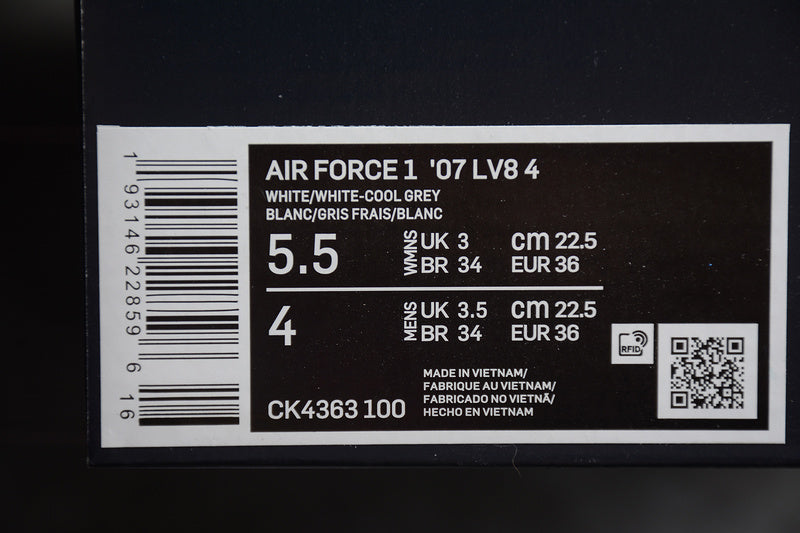 AIR FORCE 1 '07 LV8 4
WHITE/WHITE-COOL GREY
BLANC/GRIS FRAIS/BLANC
5.5 WMNS UK 3 cm 22.5
BR 34 EUR 36
4 MENS UK 3.5 cm 22.5
BR 34 EUR 36
RFID
MADE IN VIETNAM/
FABRIQUE AU VIETNAM/
FABRICADO NO VIETNÃ/
HECHO EN VIETNAM
CK4363 100
1 93146 22859 6 16